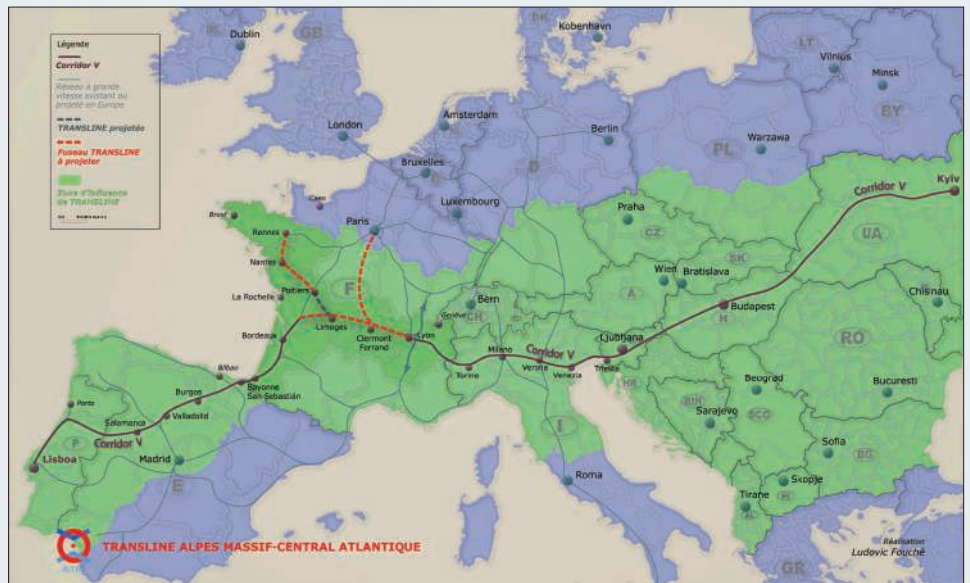 Légende
Corridor V
Réseau à grande
vitesse existant ou
projeté en Europe
TRANSLINE projetée
Fuseau TRANSLINE
à projeter
Zone d'influence
de TRANSLINE
Dublin
GB
DK
Kobenhavn
LT
Vilnius
Minsk
BY
London
Amsterdam
Berlin
Warzawa
PL
D
Bruxelles
Luxembourg
Caen
Paris
Brest
Rennes
Nantes
Poitiers
La Rochelle
F
Limoges
Clermont
Ferrand
Lyon
Bordeaux
Genève
Bern
CH
Praha
CZ
SK
Wien
Bratislava
A
Corridor V
Kyiv
UA
Budapest
H
Chisinau
RO
Ljubljana
Torino
Milano
Corridor V
Verona
Venezia
Trieste
HR
Beograd
Bucuresti
BIH
Sarajevo
SCG
Sofia
BG
Skopje
Tirane
AL
GR
I
Roma
Bilbao
Bayonne
San-Sebastián
Burgos
Valladolid
Porto
Salamanca
P
Corridor V
Lisboa
Madrid
E
TRANSLINE ALPES MASSIF-CENTRAL ATLANTIQUE
Réalisation
Ludovic Fouché